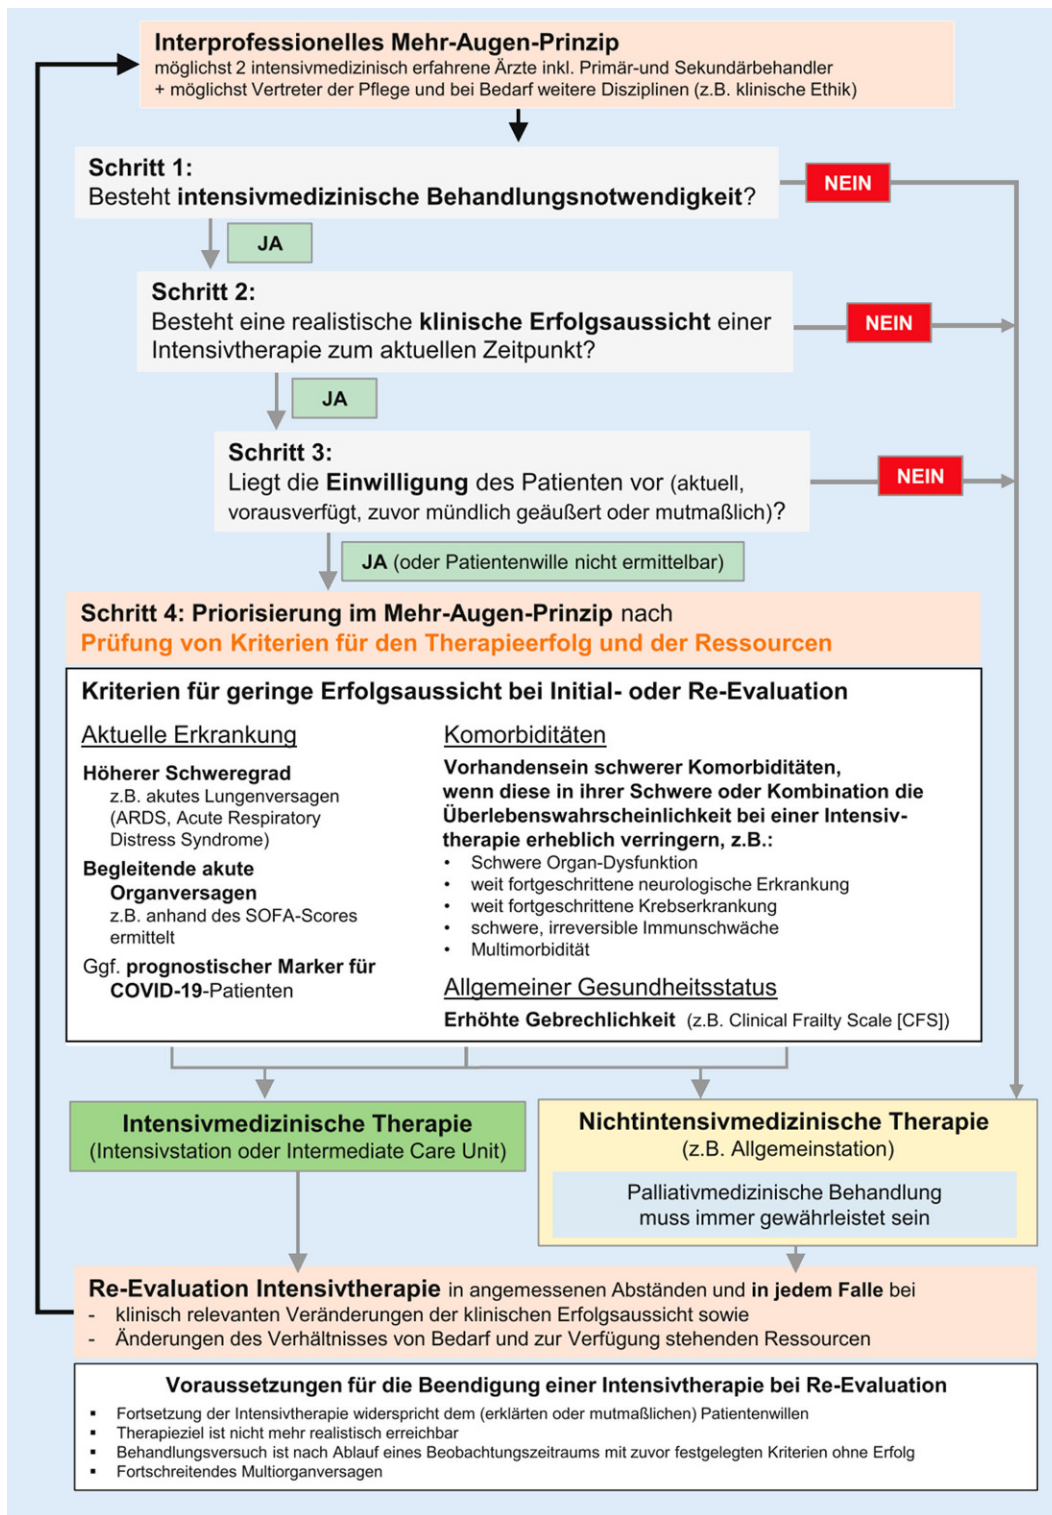 Interprofessionelles Mehr-Augen-Prinzip
möglichst 2 intensivmedizinisch erfahrene Ärzte inkl. Primär-und Sekundärbehandler
+ möglichst Vertreter der Pflege und bei Bedarf weitere Disziplinen (z.B. klinische Ethik)
Schritt 1:
Besteht intensivmedizinische Behandlungsnotwendigkeit?
NEIN
JA
Schritt 2:
Besteht eine realistische klinische Erfolgsaussicht einer
Intensivtherapie zum aktuellen Zeitpunkt?
NEIN
JA
Schritt 3:
Liegt die Einwilligung des Patienten vor (aktuell,
vorausverfügt, zuvor mündlich geäußert oder mutmaßlich)?
NEIN
JA (oder Patientenwille nicht ermittelbar)
Schritt 4: Priorisierung im Mehr-Augen-Prinzip nach
Prüfung von Kriterien für den Therapieerfolg und der Ressourcen
Kriterien für geringe Erfolgsaussicht bei Initial- oder Re-Evaluation
Aktuelle Erkrankung
Höherer Schweregrad
z.B. akutes Lungenversagen
(ARDS, Acute Respiratory
Distress Syndrome)
Begleitende akute
Organversagen
z.B. anhand des SOFA-Scores
ermittelt
Ggf. prognostischer Marker für
COVID-19-Patienten
Komorbiditäten
Vorhandensein schwerer Komorbiditäten,
wenn diese in ihrer Schwere oder Kombination die
Überlebenswahrscheinlichkeit bei einer Intensiv-
therapie erheblich verringern, z.B.:
• Schwere Organ-Dysfunktion
• weit fortgeschrittene neurologische Erkrankung
• weit fortgeschrittene Krebserkrankung
• schwere, irreversible Immunschwäche
• Multimorbidität
Allgemeiner Gesundheitsstatus
Erhöhte Gebrechlichkeit (z.B. Clinical Frailty Scale [CFS])
Intensivmedizinische Therapie
(Intensivstation oder Intermediate Care Unit)
Nichtintensivmedizinische Therapie
(z.B. Allgemeinstation)
Palliativmedizinische Behandlung
muss immer gewährleistet sein
Re-Evaluation Intensivtherapie in angemessenen Abständen und in jedem Falle bei
- klinisch relevanten Veränderungen der klinischen Erfolgsaussicht sowie
- Änderungen des Verhältnisses von Bedarf und zur Verfügung stehenden Ressourcen
Voraussetzungen für die Beendigung einer Intensivtherapie bei Re-Evaluation
▪ Fortsetzung der Intensivtherapie widerspricht dem (erklärten oder mutmaßlichen) Patientenwillen
▪ Therapieziel ist nicht mehr realistisch erreichbar
▪ Behandlungsversuch ist nach Ablauf eines Beobachtungszeitraums mit zuvor festgelegten Kriterien ohne Erfolg
▪ Fortschreitendes Multiorganversagen